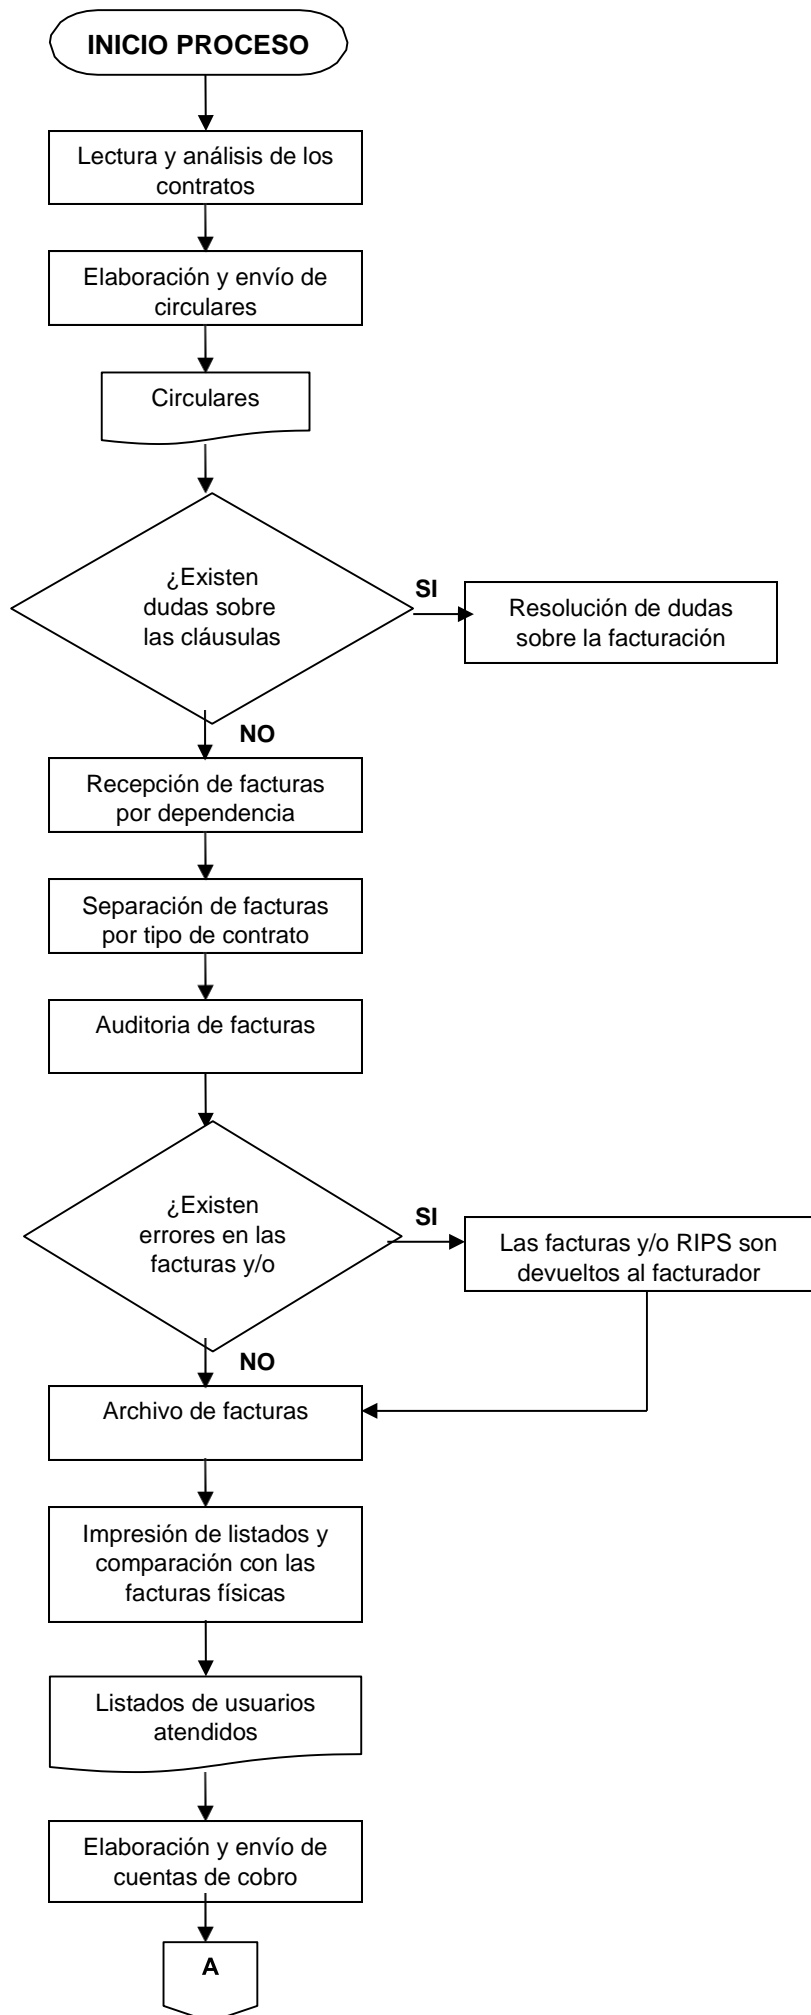 INICIO PROCESO
Lectura y análisis de los
contratos
Elaboración y envío de
circulares
Circulares
¿Existen
dudas sobre
las cláusulas
SI
Resolución de dudas
sobre la facturación
NO
Recepción de facturas
por dependencia
Separación de facturas
por tipo de contrato
Auditoria de facturas
¿Existen
errores en las
facturas y/o
SI
Las facturas y/o RIPS son
devueltos al facturador
NO
Archivo de facturas
Impresión de listados y
comparación con las
facturas físicas
Listados de usuarios
atendidos
Elaboración y envío de
cuentas de cobro
A